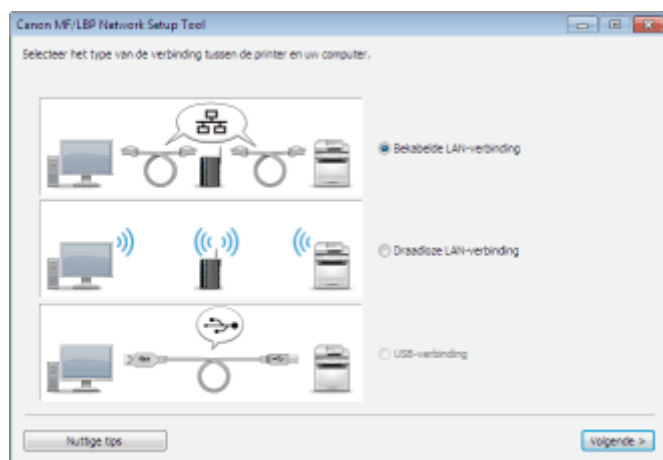 Canon MF/LBP Network Setup Tool
Selecteer het type van de verbinding tussen de printer en uw computer.
Bekabelde LAN-verbinding
Draadloze LAN-verbinding
USB-verbinding
Nuttige tips
Volgende >